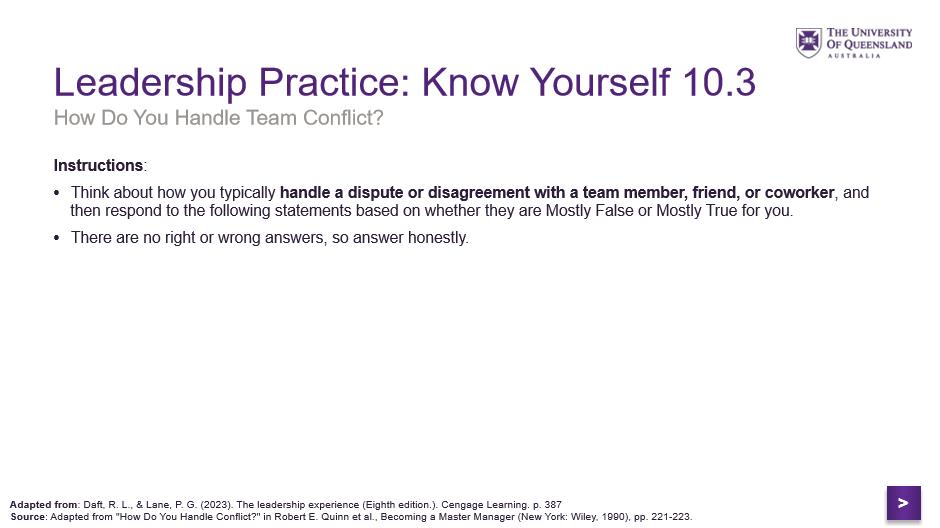 THE UNIVERSITY
OF QUEENSLAND
AUSTRALIA
Leadership Practice: Know Yourself 10.3
How Do You Handle Team Conflict?
Instructions:
• Think about how you typically handle a dispute or disagreement with a team member, friend, or coworker, and
then respond to the following statements based on whether they are Mostly False or Mostly True for you.
• There are no right or wrong answers, so answer honestly.
Adapted from: Daft, R. L., & Lane, P. G. (2023). The leadership experience (Eighth edition.). Cengage Learning. p. 387
Source: Adapted from "How Do You Handle Conflict?" in Robert E. Quinn et al., Becoming a Master Manager (New York: Wiley, 1990), pp. 221-223.
>